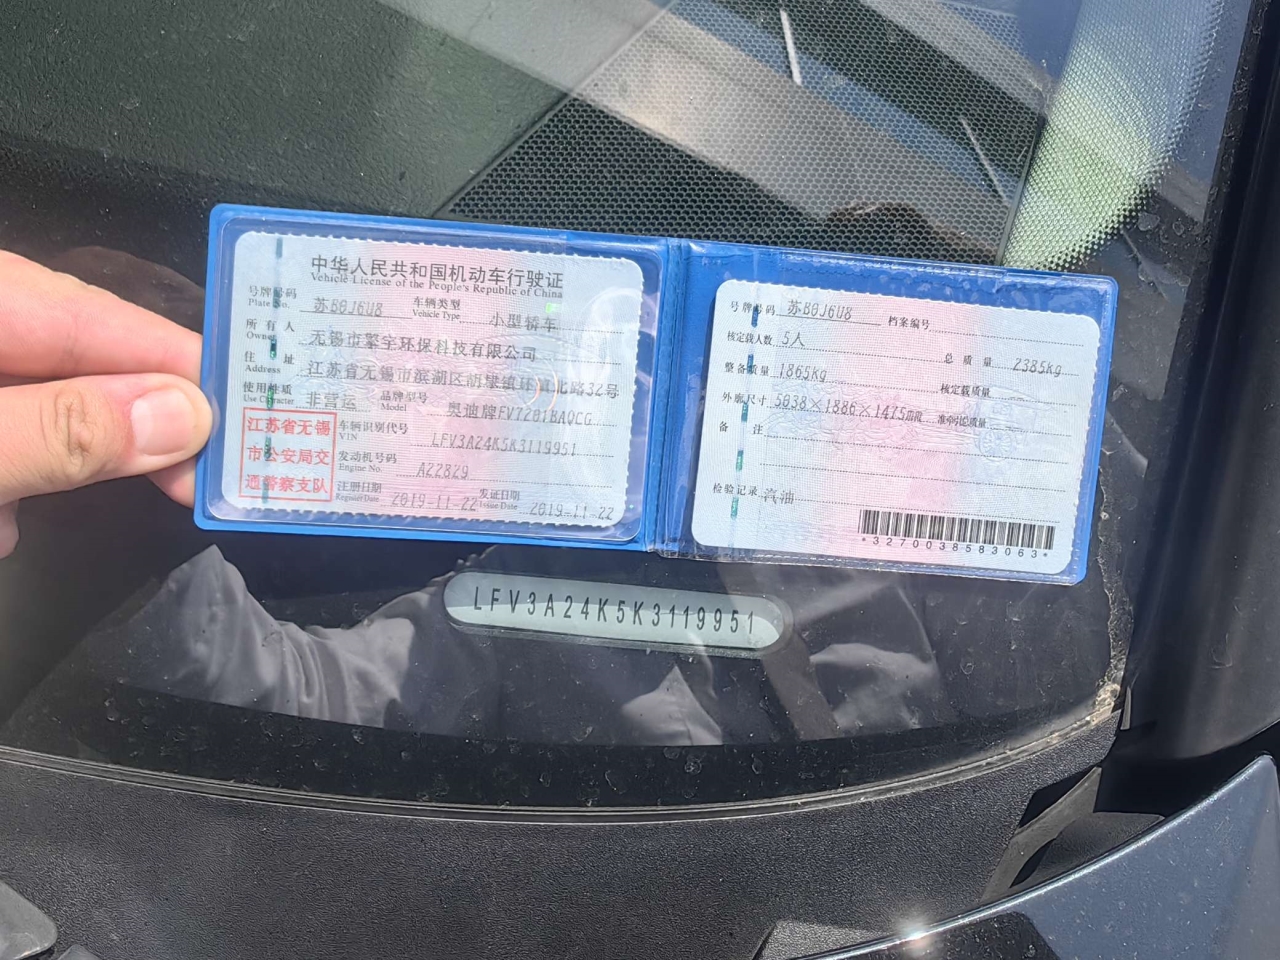 中华人民共和国机动车行驶证
Vehicle License of the People's Republic of China
号牌号码 苏B0J6U8 车辆类型 小型轿车
Plate No. Vehicle Type
所有人 无锡市擎宇环保科技有限公司
Owner
住址 江苏省无锡市滨湖区胡埭镇环 北路32号
Address
使用性质 非营运 品牌型号 奥迪牌FV7201BAQCG
Use Character Model
江苏省无锡
市公安局交
通警察支队
车辆识别代号 LFV3A24K5K3119951
VIN
发动机号码 A22829
Engine No.
注册日期 2019-11-22 发证日期 2019-11-22
Register Date Issue Date
号牌号码 苏B0J6U8 档案编号
核定载人数 5人 总质量 2385kg
整备质量 1865kg 核定载质量
外廓尺寸 5038×1886×1475mm 准牵引总质量
备注
检验记录 汽油
*3270038583063*
LFV3A24K5K3119951